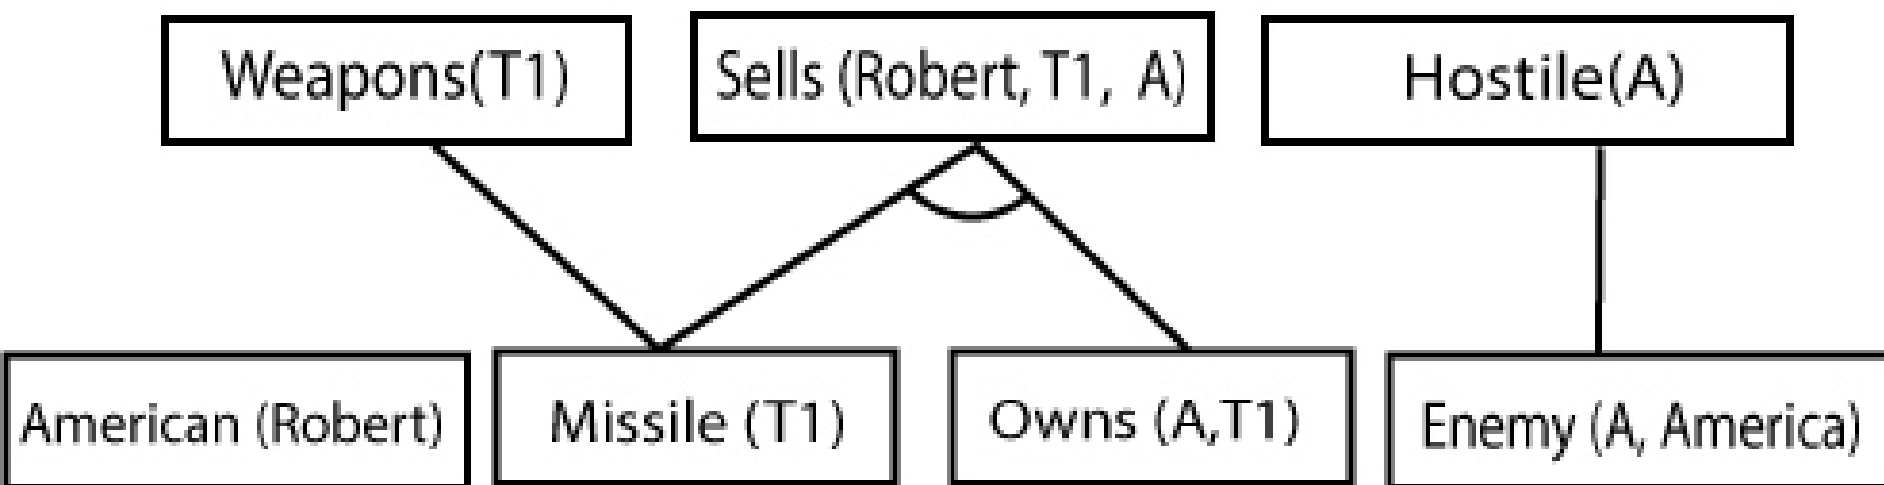 Weapons(T1)
Sells (Robert, T1, A)
Hostile(A)
American (Robert)
Missile (T1)
Owns (A,T1)
Enemy (A, America)